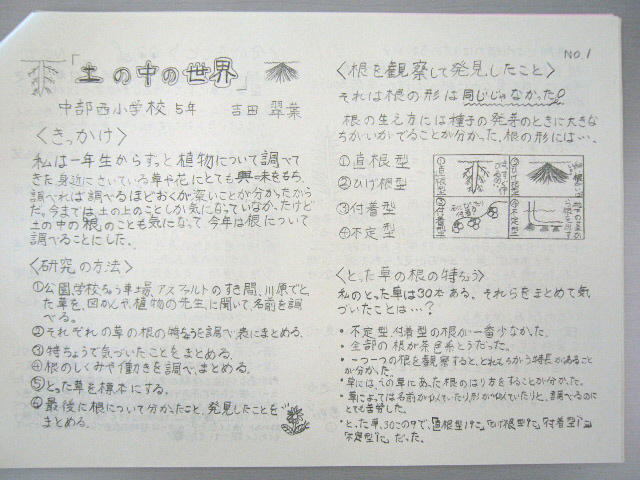 「土の中の世界」
中部西小学校 5年 吉田 翠葉
〈きっかけ〉
私は一年生からずっと植物について調べて
きた。身近にさいている草や花にとても興味をもち、
調べれば調べるほどおくが深いことが分かったから
だ。今までは、土の上のことしか気になっていなかったけど
土の中の「根」のことも気になって今年は根について
調べることにした。
〈研究の方法〉
①公園、学校、ちゅう車場、アスファルトのすき間、川原でとっ
た草を、図かんや、植物の先生に聞いて、名前を調
べる。
②それぞれの草の根の特ちょうを調べ、表にまとめる。
③特ちょうで気づいたことをまとめる。
④根のしくみや働きを調べ、まとめる。
⑤とった草を標本にする。
⑥最後に根について分かったこと、発見したことを
まとめる。
NO.1
〈根を観察して発見したこと〉
それは根の形は同じじゃなかった!
根の生え方には種子の発芽のときに大きな
ちがいがでることが分かった。根の形には…、
①直根型
②ひげ根型
③付着型
④不定型
①直根型
②ひげ根型
③付着型
④不定型
〈とった草の根の特ちょう〉
私のとった草は30本ある。それらをまとめて気
づいたことは…?
・不定型、付着型の根が一番少なかった。
・全部の根が茶色系とうだった。
・一つ一つの根を観察すると、それぞれちがう特長があること
が分かった。
・草には、その草にあった根のはり方をすることが分かった。
・草によっては名前が似ていたり、形が似ていたりと、調べるのに
とても苦労した。
・とった草、30この中で、直根型
付着型
不定型
だった。